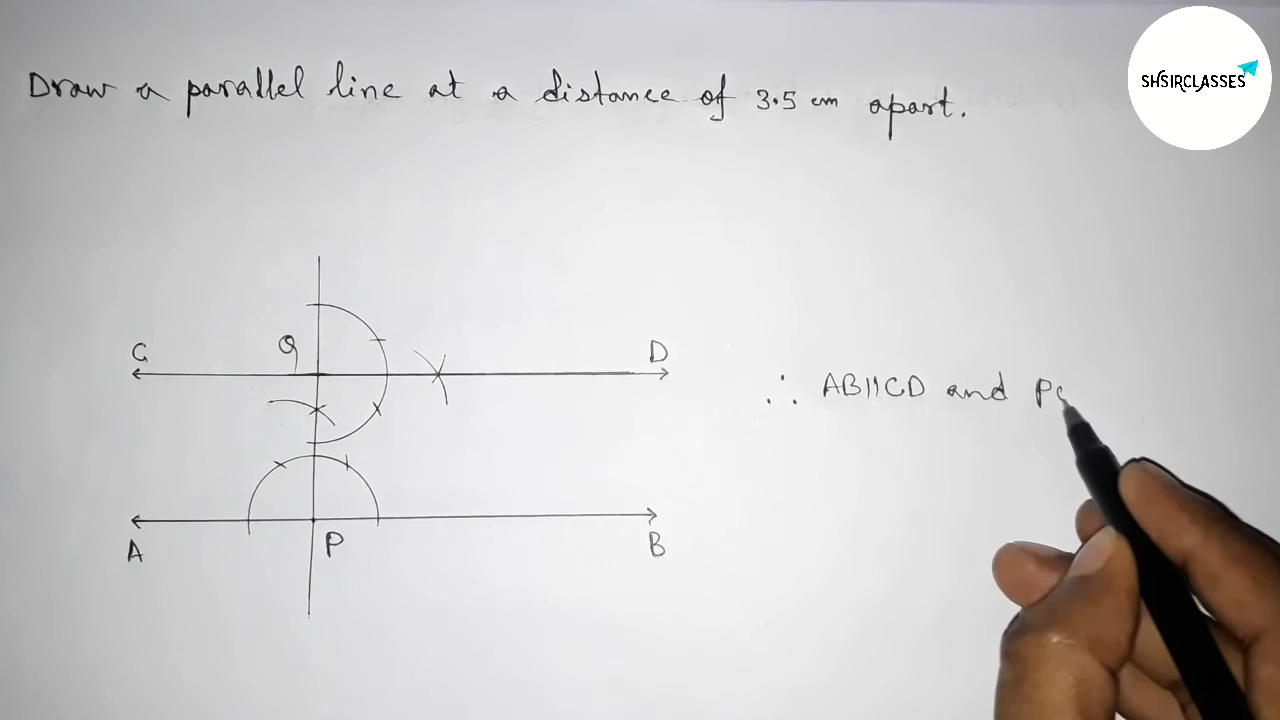 Draw a parallel line at a distance of 3.5 cm apart.
SHSIRCLASSES
Q
C
D
∴ AB||CD and P
A
P
B